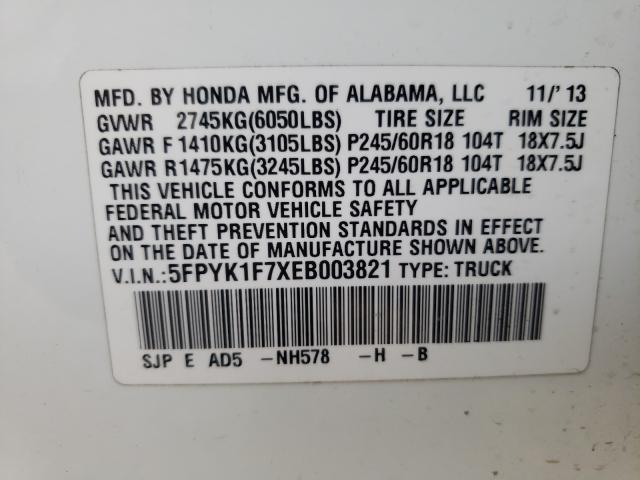 MFD. BY HONDA MFG. OF ALABAMA, LLC 11/'13
GVWR 2745KG(6050LBS) TIRE SIZE RIM SIZE
GAWR F 1410KG(3105LBS) P245/60R18 104T 18X7.5J
GAWR R1475KG(3245LBS) P245/60R18 104T 18X7.5J
THIS VEHICLE CONFORMS TO ALL APPLICABLE
FEDERAL MOTOR VEHICLE SAFETY
AND THEFT PREVENTION STANDARDS IN EFFECT
ON THE DATE OF MANUFACTURE SHOWN ABOVE.
V.I.N.:5FPYK1F7XEB003821 TYPE: TRUCK
SJP E AD5 -NH578 -H -B